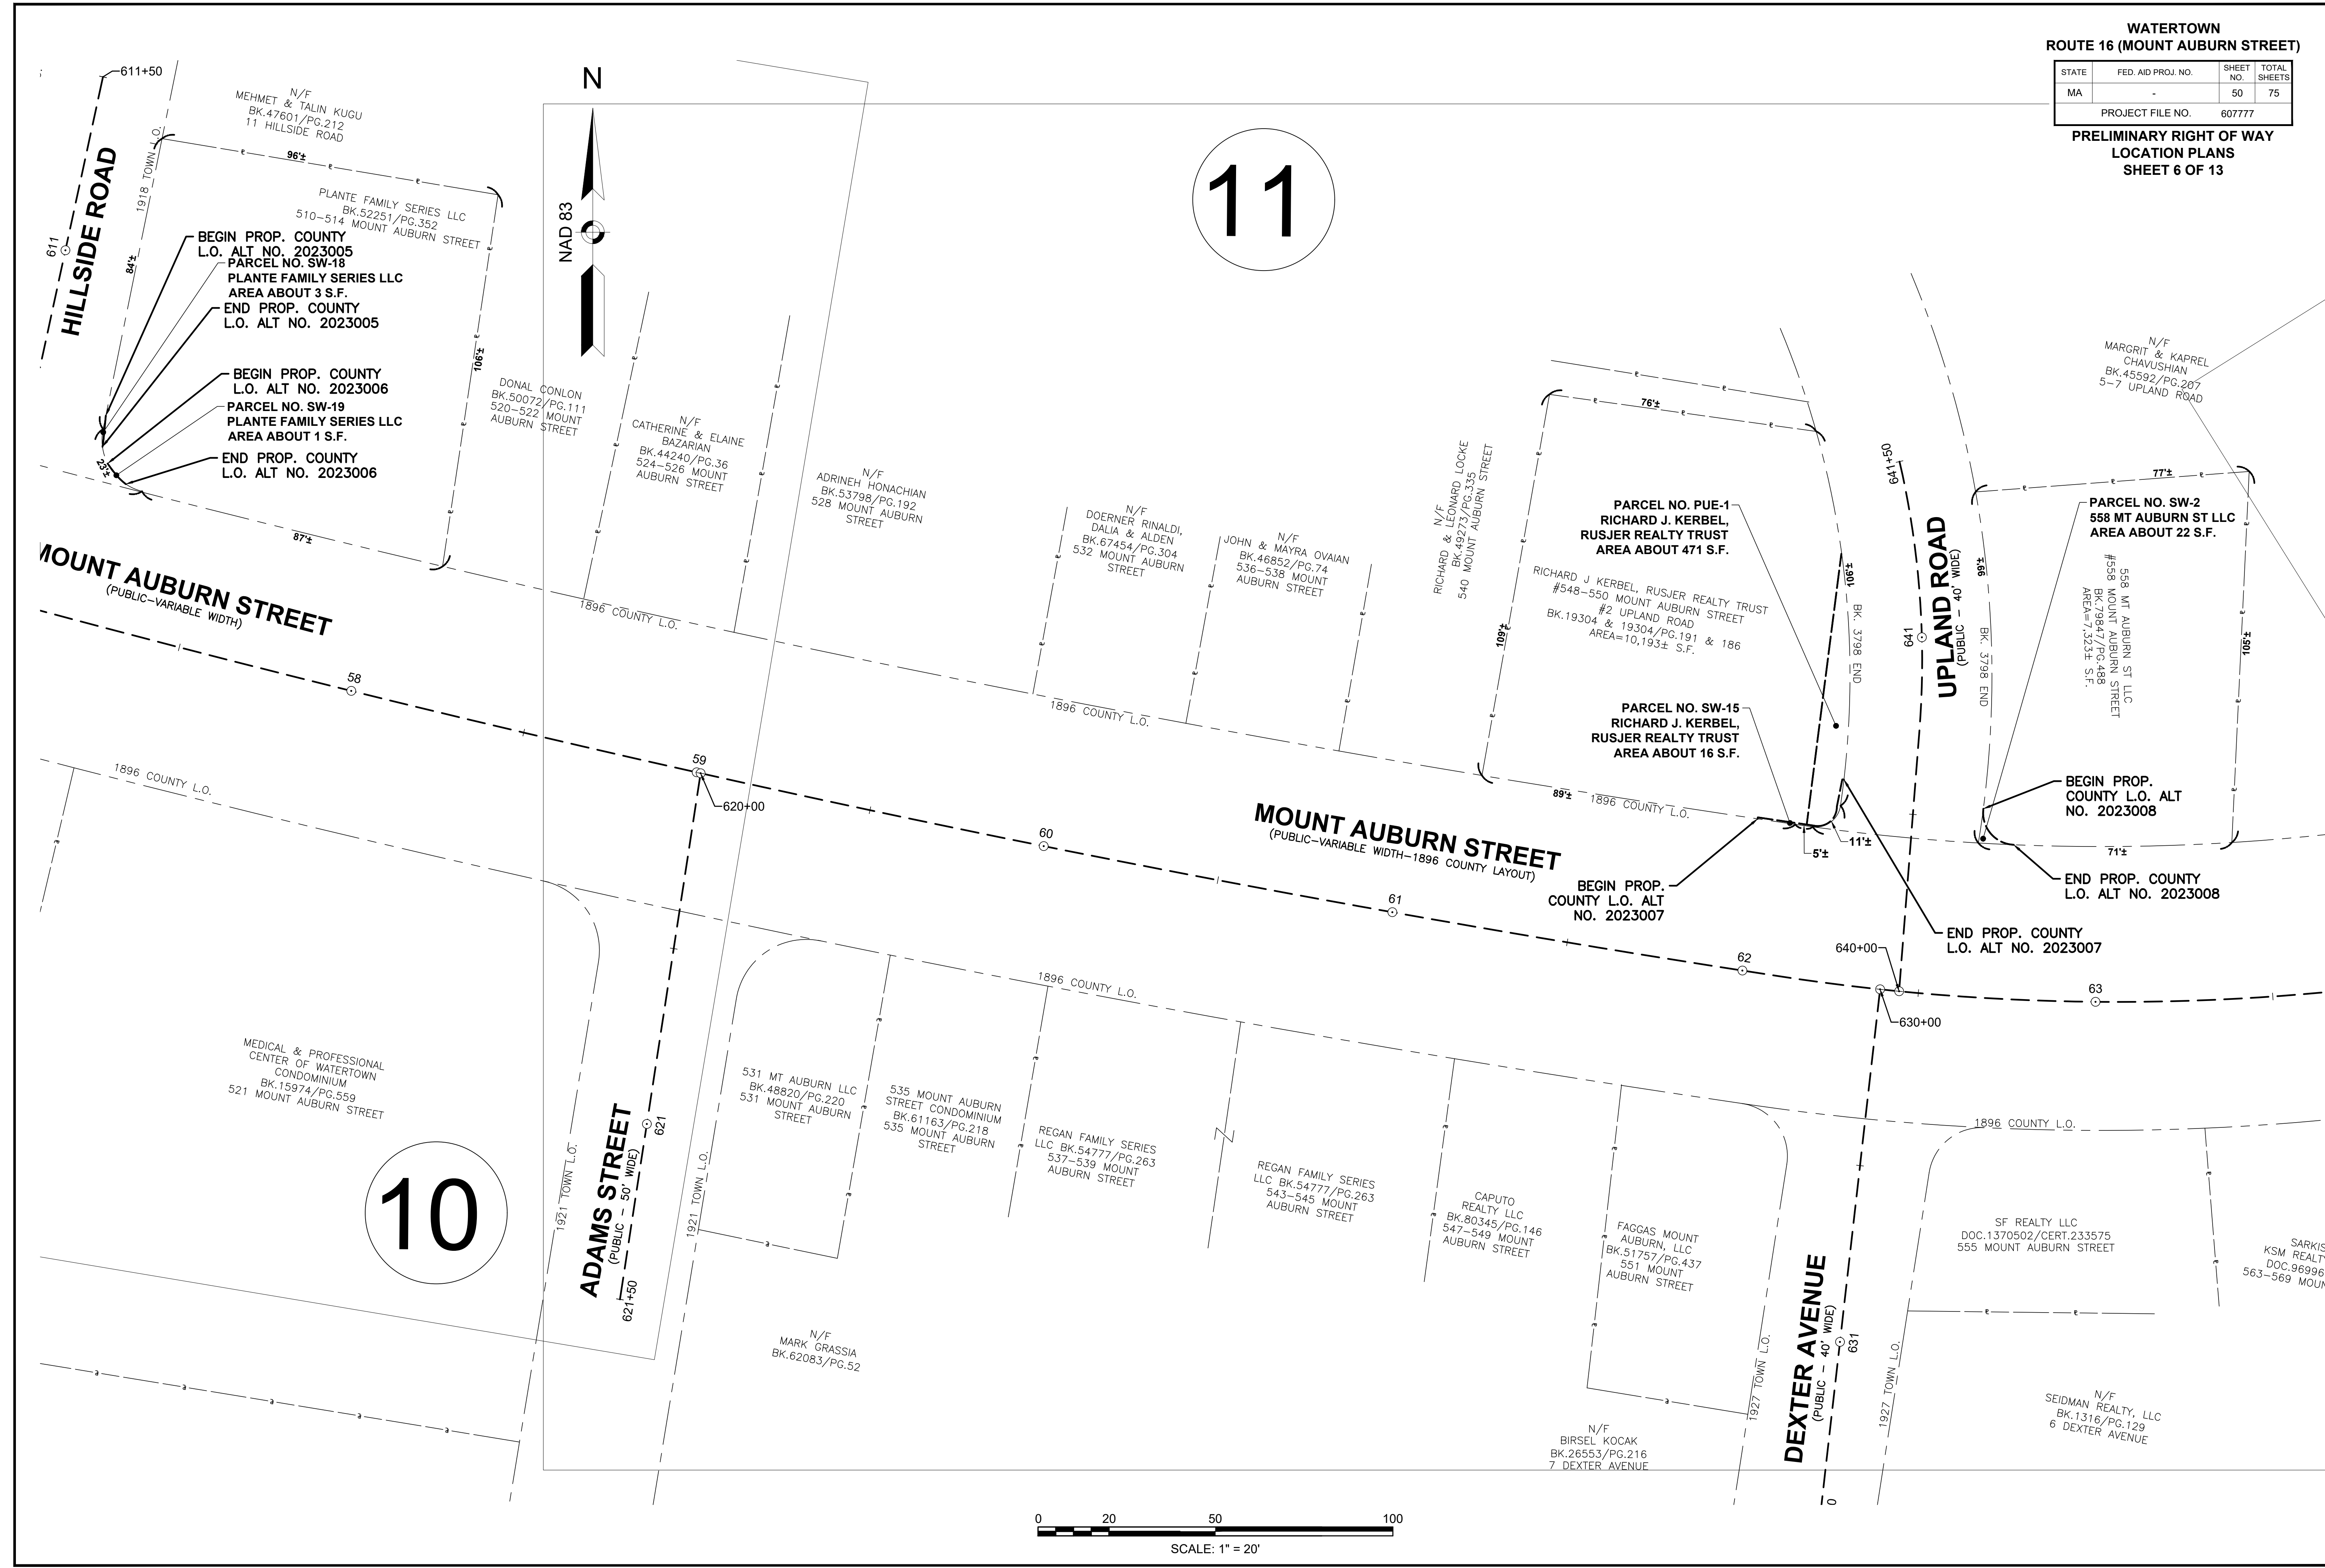 WATERTOWN
ROUTE 16 (MOUNT AUBURN STREET)
STATE
FED. AID PROJ. NO.
SHEET NO.
TOTAL SHEETS
MA
-
50
75
PROJECT FILE NO.
607777
PRELIMINARY RIGHT OF WAY
LOCATION PLANS
SHEET 6 OF 13
611+50
N/F
MEHMET & TALIN KUGU
BK.47601/PG.212
11 HILLSIDE ROAD
1918 TOWN L.O.
96'±
HILLSIDE ROAD
611
84'±
PLANTE FAMILY SERIES LLC
BK.52251/PG.352
510-514 MOUNT AUBURN STREET
BEGIN PROP. COUNTY
L.O. ALT NO. 2023005
PARCEL NO. SW-18
PLANTE FAMILY SERIES LLC
AREA ABOUT 3 S.F.
END PROP. COUNTY
L.O. ALT NO. 2023005
BEGIN PROP. COUNTY
L.O. ALT NO. 2023006
PARCEL NO. SW-19
PLANTE FAMILY SERIES LLC
AREA ABOUT 1 S.F.
END PROP. COUNTY
L.O. ALT NO. 2023006
23'±
106'±
87'±
N
NAD 83
11
DONAL CONLON
BK.50072/PG.111
520-522 MOUNT
AUBURN STREET
N/F
CATHERINE & ELAINE
BAZARIAN
BK.44240/PG.36
524-526 MOUNT
AUBURN STREET
N/F
ADRINEH HONACHIAN
BK.53798/PG.192
528 MOUNT AUBURN
STREET
N/F
DOERNER RINALDI,
DALIA & ALDEN
BK.67454/PG.304
532 MOUNT AUBURN
STREET
N/F
JOHN & MAYRA OVAIAN
BK.46852/PG.74
536-538 MOUNT
AUBURN STREET
N/F
RICHARD & LEONARD LOCKE
BK.49273/PG.335
540 MOUNT AUBURN STREET
76'±
PARCEL NO. PUE-1
RICHARD J. KERBEL,
RUSJER REALTY TRUST
AREA ABOUT 471 S.F.
RICHARD J KERBEL, RUSJER REALTY TRUST
#548-550 MOUNT AUBURN STREET
#2 UPLAND ROAD
BK.19304 & 19304/PG.191 & 186
AREA=10,193± S.F.
109'±
106'±
BK. 3798 END
PARCEL NO. SW-15
RICHARD J. KERBEL,
RUSJER REALTY TRUST
AREA ABOUT 16 S.F.
641+50
641
UPLAND ROAD
(PUBLIC - 40' WIDE)
99'±
BK. 3798 END
N/F
MARGRIT & KAPREL
CHAVUSHIAN
BK.45592/PG.207
5-7 UPLAND ROAD
77'±
PARCEL NO. SW-2
558 MT AUBURN ST LLC
AREA ABOUT 22 S.F.
558 MT AUBURN ST LLC
#558 MOUNT AUBURN STREET
BK.79847/PG.488
AREA=7,323± S.F.
105'±
BEGIN PROP.
COUNTY L.O. ALT
NO. 2023008
71'±
END PROP. COUNTY
L.O. ALT NO. 2023008
MOUNT AUBURN STREET
(PUBLIC-VARIABLE WIDTH)
58
1896 COUNTY L.O.
1896 COUNTY L.O.
1896 COUNTY L.O.
59
620+00
60
MOUNT AUBURN STREET
(PUBLIC-VARIABLE WIDTH-1896 COUNTY LAYOUT)
89'±
1896 COUNTY L.O.
5'±
11'±
BEGIN PROP.
COUNTY L.O. ALT
NO. 2023007
END PROP. COUNTY
L.O. ALT NO. 2023007
61
62
640+00
630+00
63
1896 COUNTY L.O.
1896 COUNTY L.O.
MEDICAL & PROFESSIONAL
CENTER OF WATERTOWN
CONDOMINIUM
BK.15974/PG.559
521 MOUNT AUBURN STREET
10
1921 TOWN L.O.
ADAMS STREET
(PUBLIC - 50' WIDE)
621
621+50
1921 TOWN L.O.
531 MT AUBURN LLC
BK.48820/PG.220
531 MOUNT AUBURN
STREET
535 MOUNT AUBURN
STREET CONDOMINIUM
BK.61163/PG.218
535 MOUNT AUBURN
STREET
REGAN FAMILY SERIES
LLC BK.54777/PG.263
537-539 MOUNT
AUBURN STREET
REGAN FAMILY SERIES
LLC BK.54777/PG.263
543-545 MOUNT
AUBURN STREET
CAPUTO
REALTY LLC
BK.80345/PG.146
547-549 MOUNT
AUBURN STREET
FAGGAS MOUNT
AUBURN, LLC
BK.51757/PG.437
551 MOUNT
AUBURN STREET
N/F
MARK GRASSIA
BK.62083/PG.52
N/F
BIRSEL KOCAK
BK.26553/PG.216
7 DEXTER AVENUE
1927 TOWN L.O.
DEXTER AVENUE
(PUBLIC - 40' WIDE)
631
0
1927 TOWN L.O.
SF REALTY LLC
DOC.1370502/CERT.233575
555 MOUNT AUBURN STREET
SARKIS
KSM REALT
DOC.96996
563-569 MOUN
N/F
SEIDMAN REALTY, LLC
BK.1316/PG.129
6 DEXTER AVENUE
0 20 50 100
SCALE: 1" = 20'